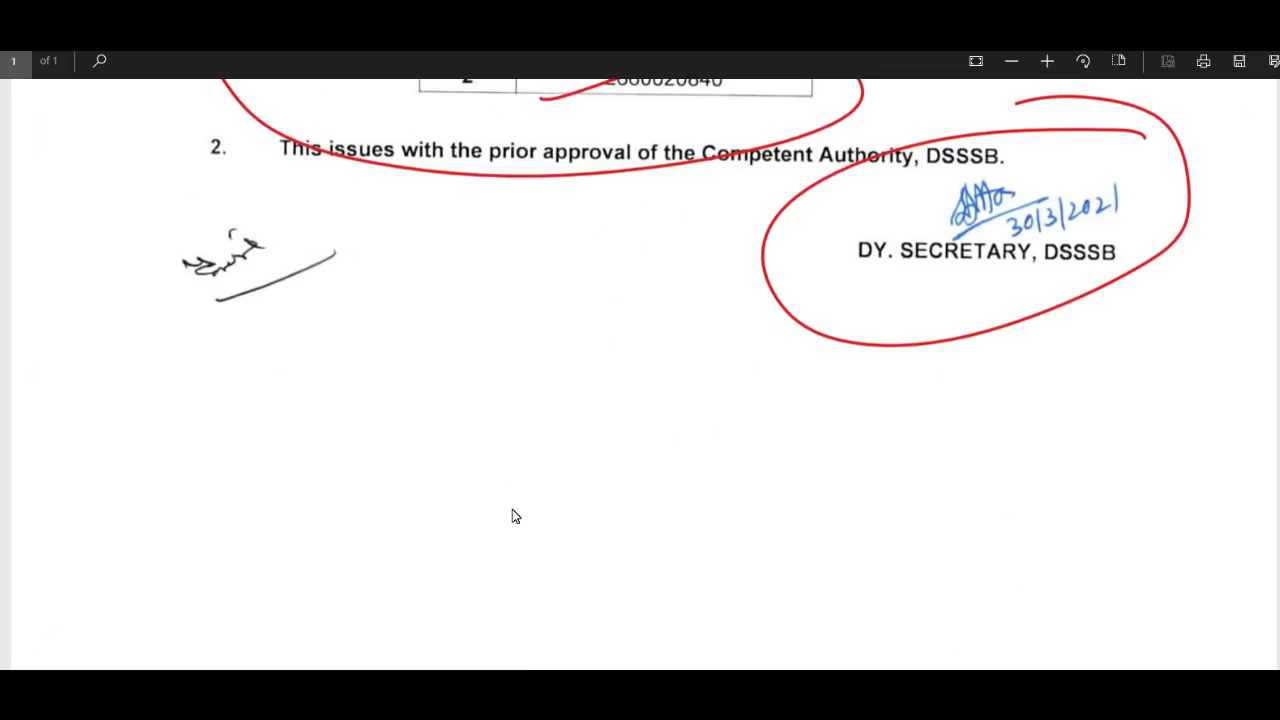 1 of 1
2. This issues with the prior approval of the Competent Authority, DSSSB.
30/3/2021
DY. SECRETARY, DSSSB